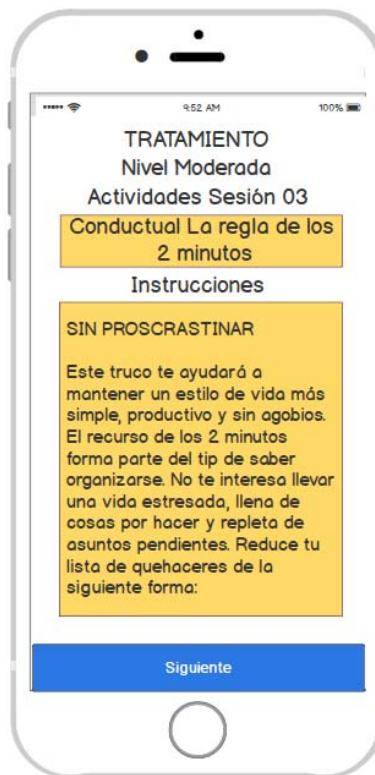 9:52 AM 100%
TRATAMIENTO
Nivel Moderada
Actividades Sesión 03
Conductual La regla de los
2 minutos
Instrucciones
SIN PROSCRASTINAR
Este truco te ayudará a
mantener un estilo de vida más
simple, productivo y sin agobios.
El recurso de los 2 minutos
forma parte del tip de saber
organizarse. No te interesa llevar
una vida estresada, llena de
cosas por hacer y repleta de
asuntos pendientes. Reduce tu
lista de quehaceres de la
siguiente forma:
Siguiente